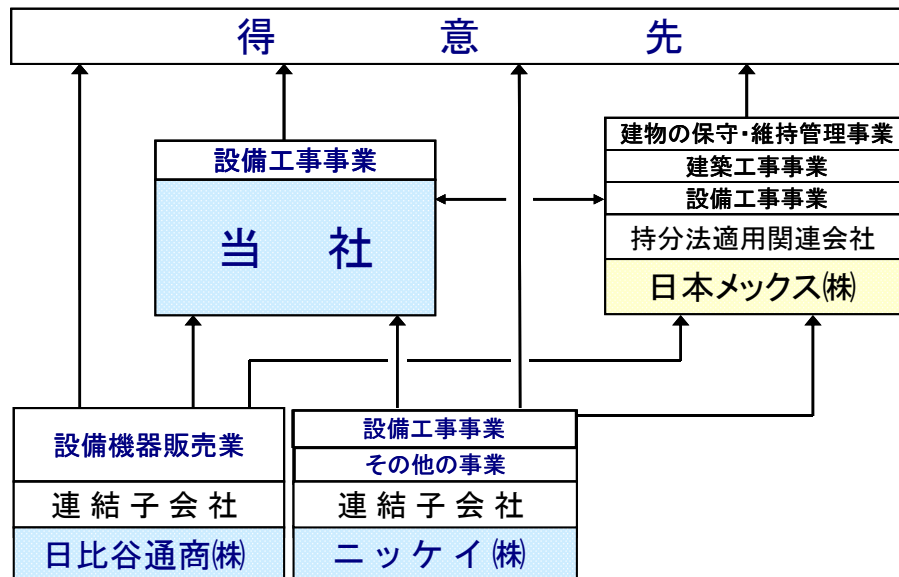 得意先
設備工事事業
当社
建物の保守・維持管理事業
建築工事事業
設備工事事業
持分法適用関連会社
日本メックス㈱
設備機器販売業
連結子会社
日比谷通商㈱
設備工事事業
その他の事業
連結子会社
ニッケイ㈱